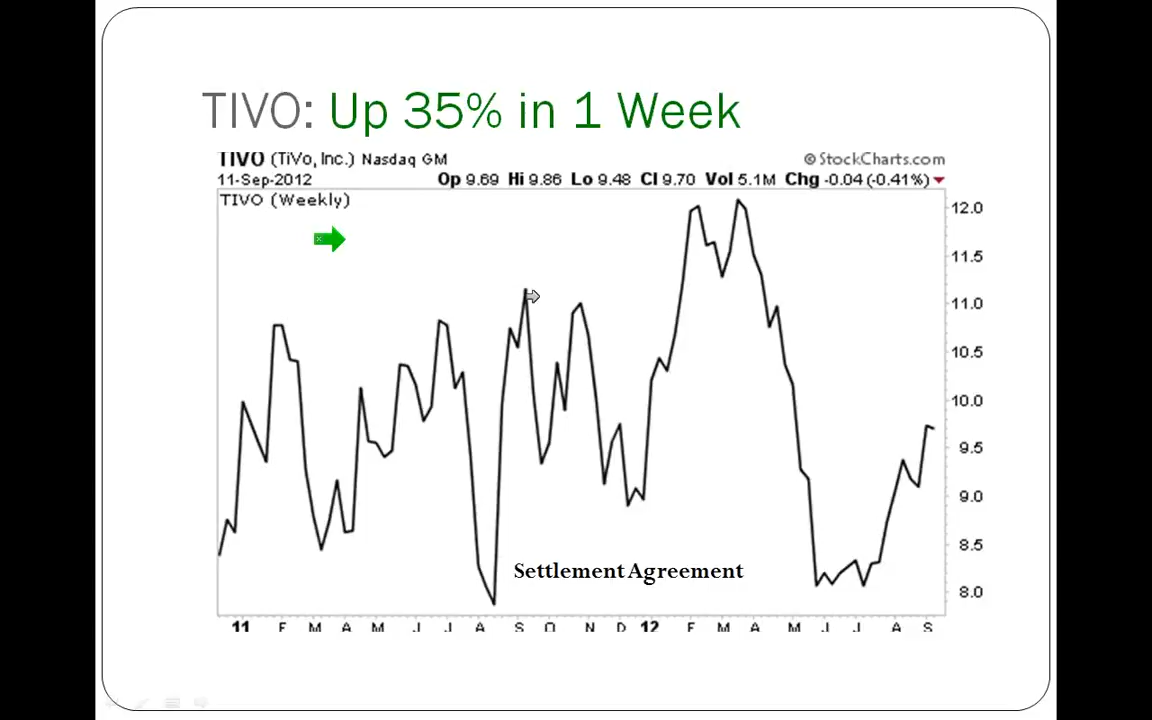 TIVO: Up 35% in 1 Week
TIVO (TiVo, Inc.) Nasdaq GM © StockCharts.com
11-Sep-2012 Op 9.69 Hi 9.86 Lo 9.48 Cl 9.70 Vol 5.1M Chg -0.04 (-0.41%)
TIVO (Weekly)
12.0
11.5
11.0
10.5
10.0
9.5
9.0
8.5
8.0
Settlement Agreement
11 F M A M J J A S O N D 12 F M A M J J A S